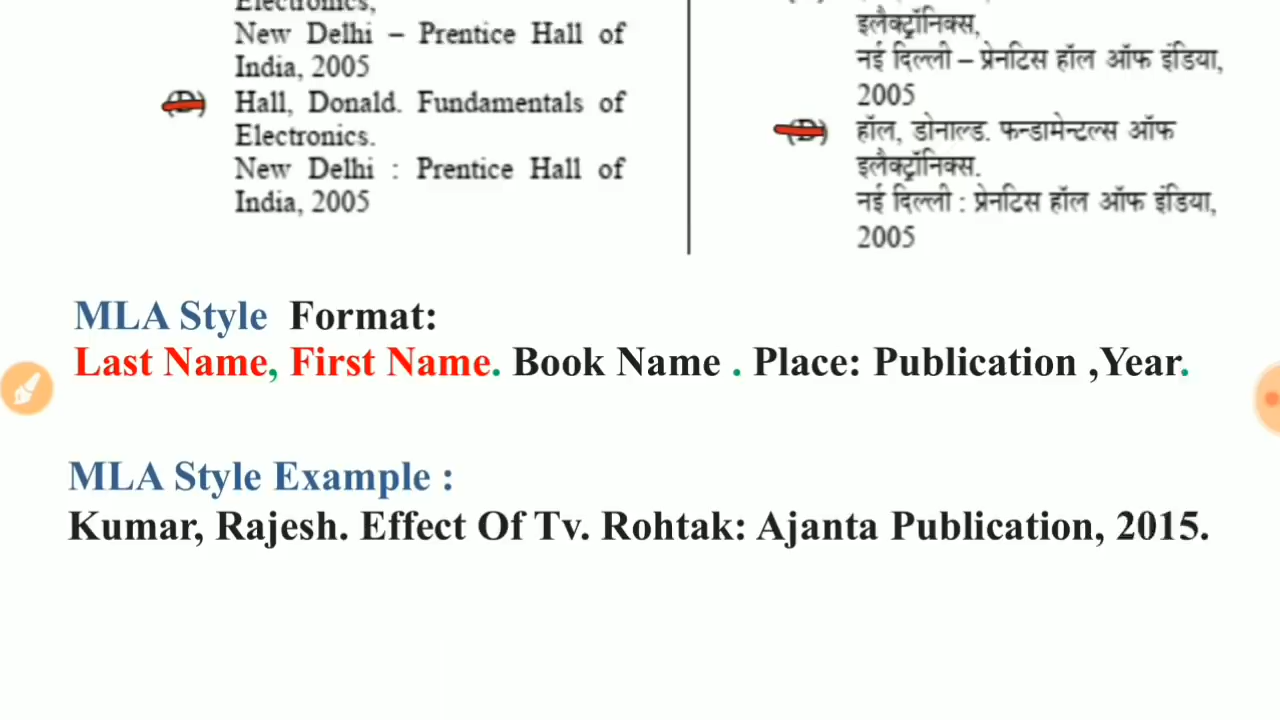 Electronics,
New Delhi – Prentice Hall of
India, 2005
(D) Hall, Donald. Fundamentals of
Electronics.
New Delhi : Prentice Hall of
India, 2005
इलैक्ट्रॉनिक्स,
नई दिल्ली – प्रेनटिस हॉल ऑफ इंडिया,
2005
(D) हॉल, डोनाल्ड. फन्डामेन्टल्स ऑफ
इलैक्ट्रॉनिक्स.
नई दिल्ली : प्रेनटिस हॉल ऑफ इंडिया,
2005
MLA Style Format:
Last Name, First Name. Book Name . Place: Publication ,Year.
MLA Style Example :
Kumar, Rajesh. Effect Of Tv. Rohtak: Ajanta Publication, 2015.